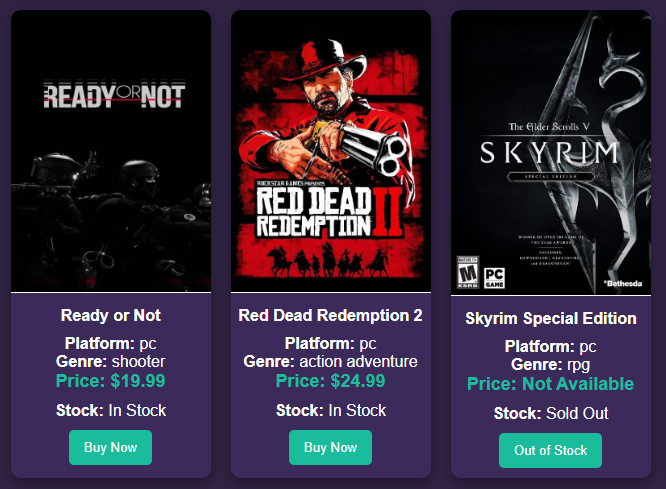 READY OR NOT
Ready or Not
Platform: pc
Genre: shooter
Price: $19.99
Stock: In Stock
Buy Now
ROCKSTAR GAMES PRESENTS
RED DEAD
REDEMPTION II
Red Dead Redemption 2
Platform: pc
Genre: action adventure
Price: $24.99
Stock: In Stock
Buy Now
The Elder Scrolls V
SKYRIM
SPECIAL EDITION
WINNER OF OVER 200 GAME OF
THE YEAR AWARDS
INCLUDES:
DAWNGUARD, HEARTHFIRE,
and DRAGONBORN
M
ESRB
PC
GAME
Bethesda
Skyrim Special Edition
Platform: pc
Genre: rpg
Price: Not Available
Stock: Sold Out
Out of Stock